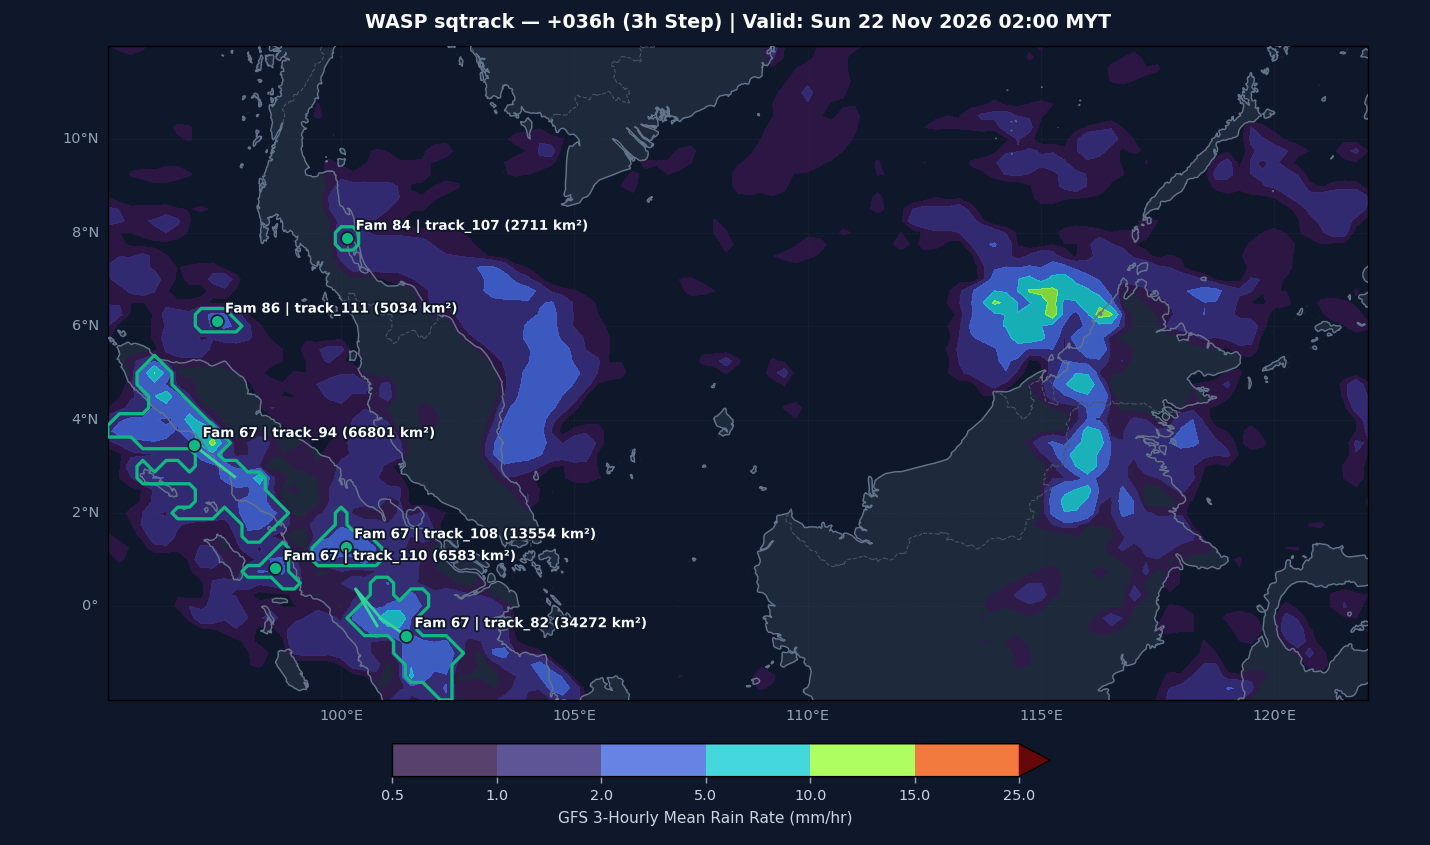 WASP sqtrack — +036h (3h Step) | Valid: Sun 22 Nov 2026 02:00 MYT
10°N
8°N
6°N
4°N
2°N
0°
Fam 84 | track_107 (2711 km²)
Fam 86 | track_111 (5034 km²)
Fam 67 | track_94 (66801 km²)
Fam 67 | track_108 (13554 km²)
Fam 67 | track_110 (6583 km²)
Fam 67 | track_82 (34272 km²)
100°E 105°E 110°E 115°E 120°E
0.5 1.0 2.0 5.0 10.0 15.0 25.0
GFS 3-Hourly Mean Rain Rate (mm/hr)